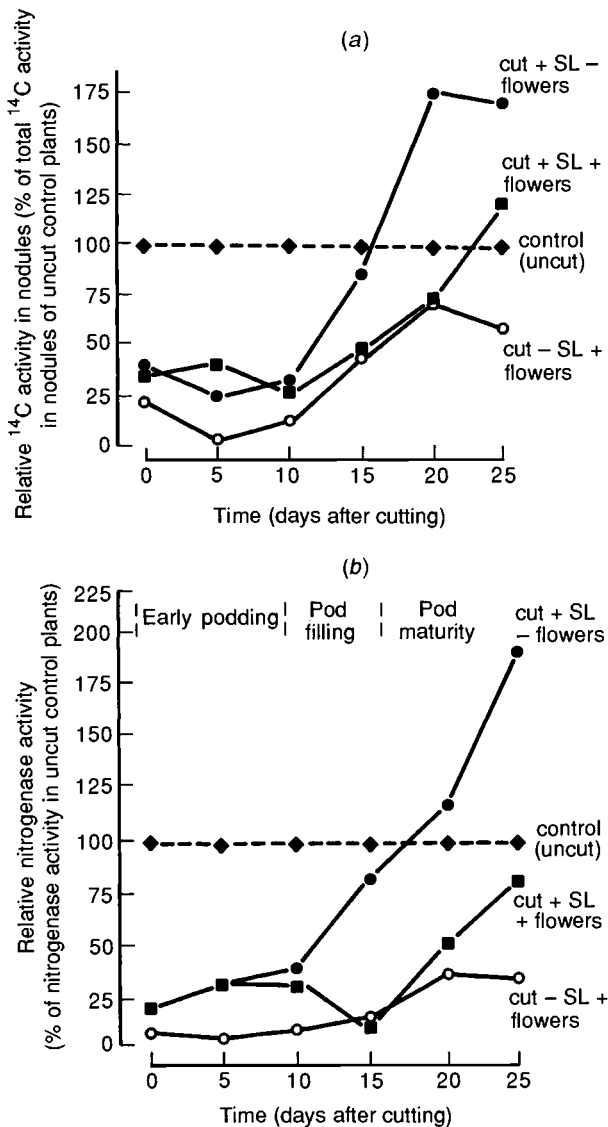 (a)
Relative ¹⁴C activity in nodules (% of total ¹⁴C activity
in nodules of uncut control plants)
175
150
125
100
75
50
25
0
cut + SL –
flowers
cut + SL +
flowers
control
(uncut)
cut – SL +
flowers
0 5 10 15 20 25
Time (days after cutting)
(b)
Relative nitrogenase activity
(% of nitrogenase activity in uncut control plants)
225
200
175
150
125
100
75
50
25
0
Early podding
Pod
filling
Pod
maturity
cut + SL
– flowers
control
(uncut)
cut + SL
+ flowers
cut – SL +
flowers
0 5 10 15 20 25
Time (days after cutting)